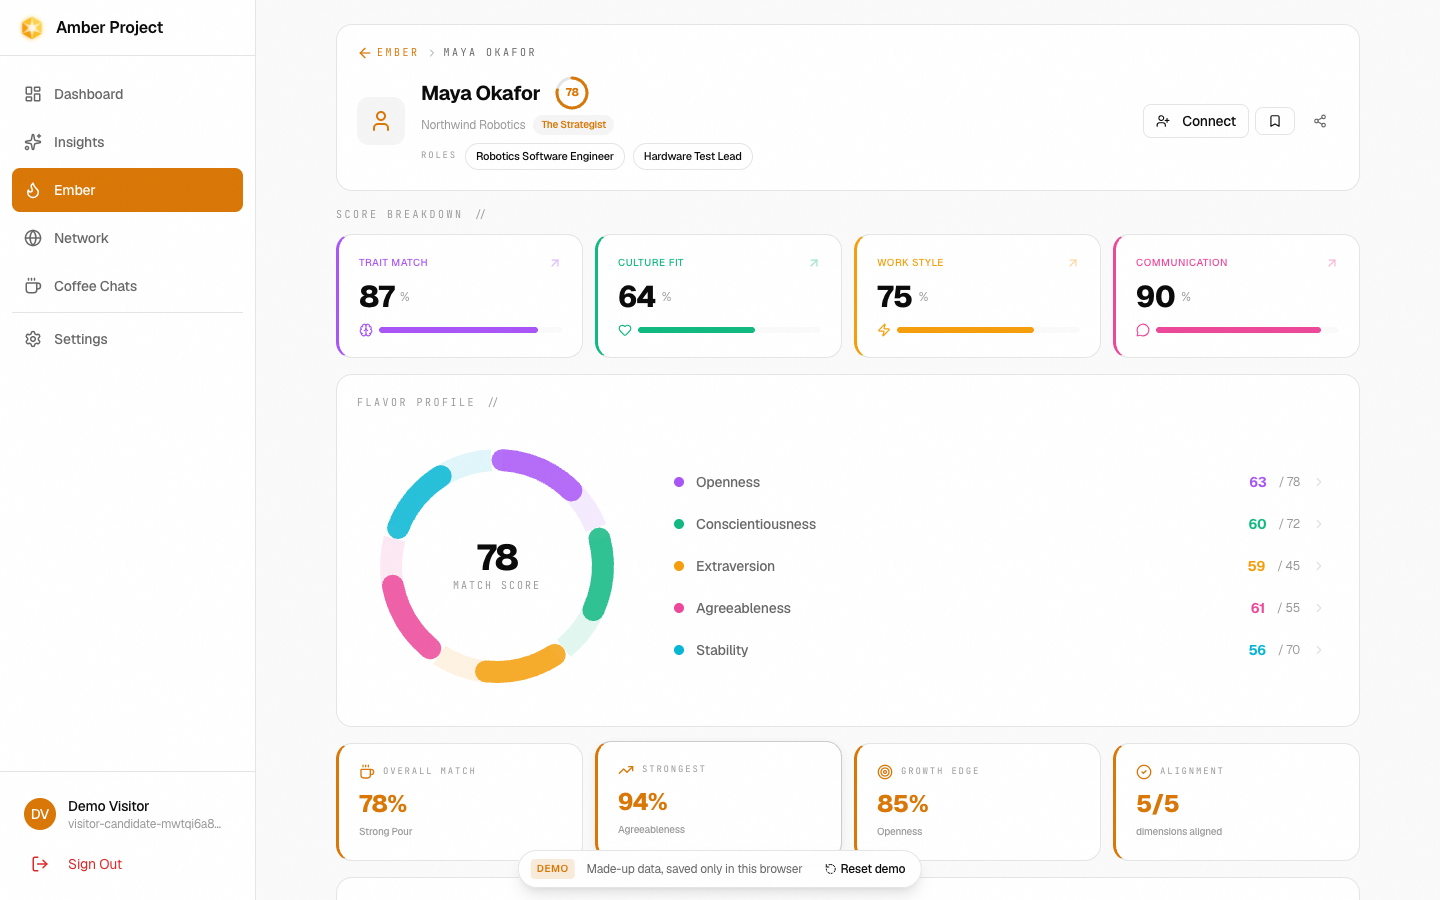 Amber Project
Dashboard
Insights
Ember
Network
Coffee Chats
Settings
DV
Demo Visitor
visitor-candidate-mwtqi6a8...
Sign Out
EMBER > MAYA OKAFOR
Maya Okafor 78
Northwind Robotics The Strategist
ROLES Robotics Software Engineer Hardware Test Lead
Connect
SCORE BREAKDOWN //
TRAIT MATCH
87 %
CULTURE FIT
64 %
WORK STYLE
75 %
COMMUNICATION
90 %
FLAVOR PROFILE //
78
MATCH SCORE
Openness 63 / 78
Conscientiousness 60 / 72
Extraversion 59 / 45
Agreeableness 61 / 55
Stability 56 / 70
OVERALL MATCH
78%
Strong Pour
STRONGEST
94%
Agreeableness
GROWTH EDGE
85%
Openness
ALIGNMENT
5/5
dimensions aligned
DEMO Made-up data, saved only in this browser Reset demo